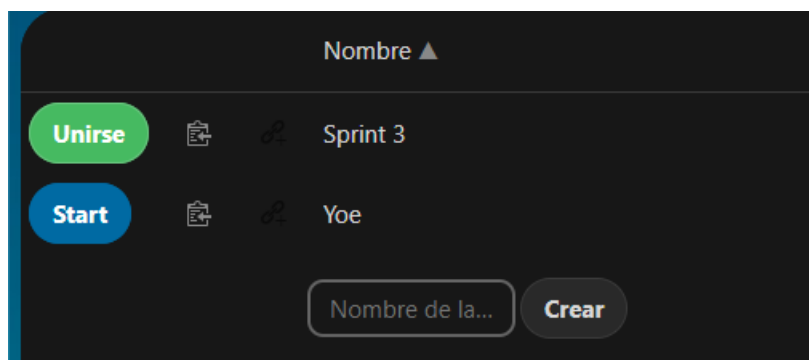 Nombre ▲
Unirse Sprint 3
Start Yoe
Nombre de la... Crear